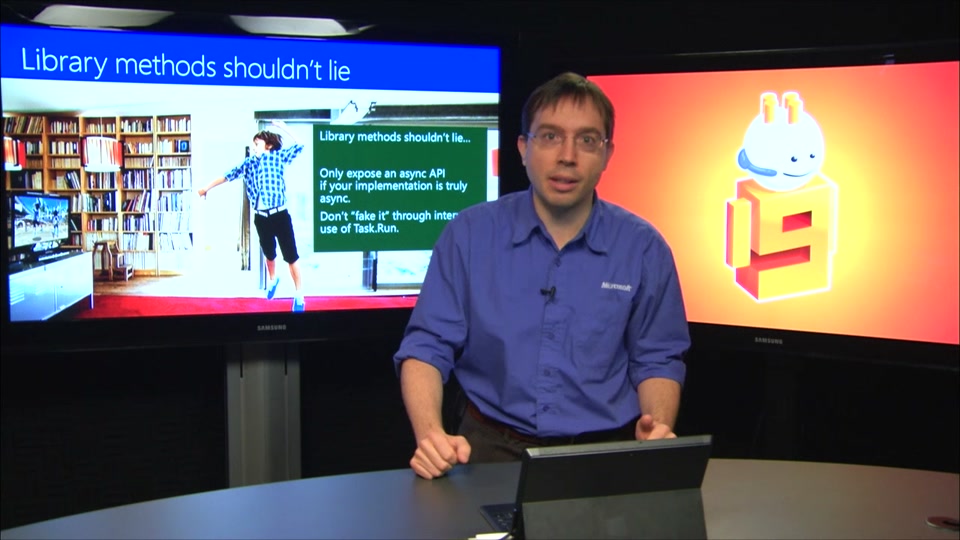 Library methods shouldn't lie
Library methods shouldn't lie...
Only expose an async API
if your implementation is truly
async.
Don't "fake it" through
use of Task.Run.
Microsoft
SAMSUNG
SAMSUNG
9